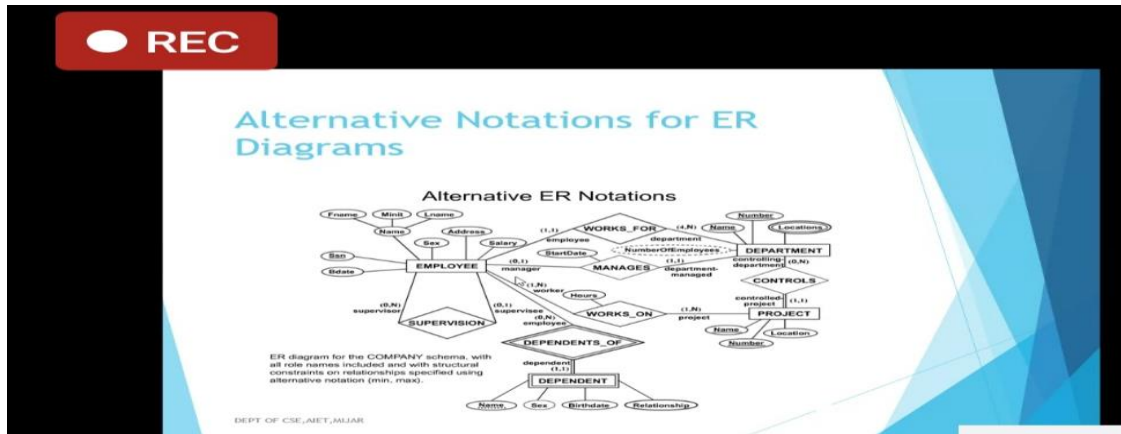 REC
Alternative Notations for ER
Diagrams
Alternative ER Notations
Fname Minit Lname
Name
Sex Address Salary
Ssn
Bdate
EMPLOYEE
(1,1)
employee
WORKS_FOR
(4,N)
department
Number
Name
Locations
DEPARTMENT
NumberOfEmployees
StartDate
(0,1)
manager
MANAGES
(1,1)
department-
managed
controlling-
department
(0,N)
CONTROLS
(1,N)
worker
Hours
WORKS_ON
(1,N)
project
controlled-
project
(1,1)
PROJECT
Name
Number
Location
(0,N)
supervisor
(0,1)
supervisee
SUPERVISION
(0,N)
employee
DEPENDENTS_OF
dependent
(1,1)
DEPENDENT
Name Sex Birthdate Relationship
ER diagram for the COMPANY schema, with
all role names included and with structural
constraints on relationships specified using
alternative notation (min, max).
DEPT OF CSE,AIET,MIJAR